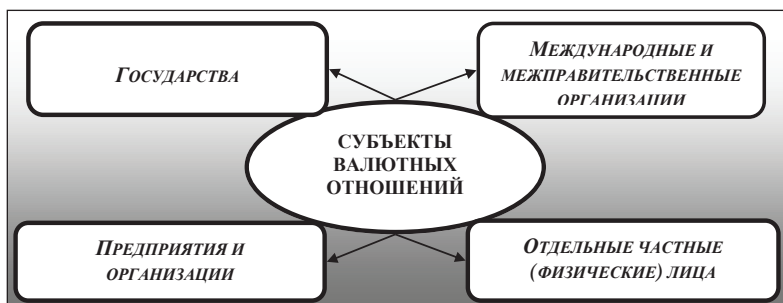 ГОСУДАРСТВА
МЕЖДУНАРОДНЫЕ И
МЕЖПРАВИТЕЛЬСТВЕННЫЕ
ОРГАНИЗАЦИИ
СУБЪЕКТЫ
ВАЛЮТНЫХ
ОТНОШЕНИЙ
ПРЕДПРИЯТИЯ И
ОРГАНИЗАЦИИ
ОТДЕЛЬНЫЕ ЧАСТНЫЕ
(ФИЗИЧЕСКИЕ) ЛИЦА